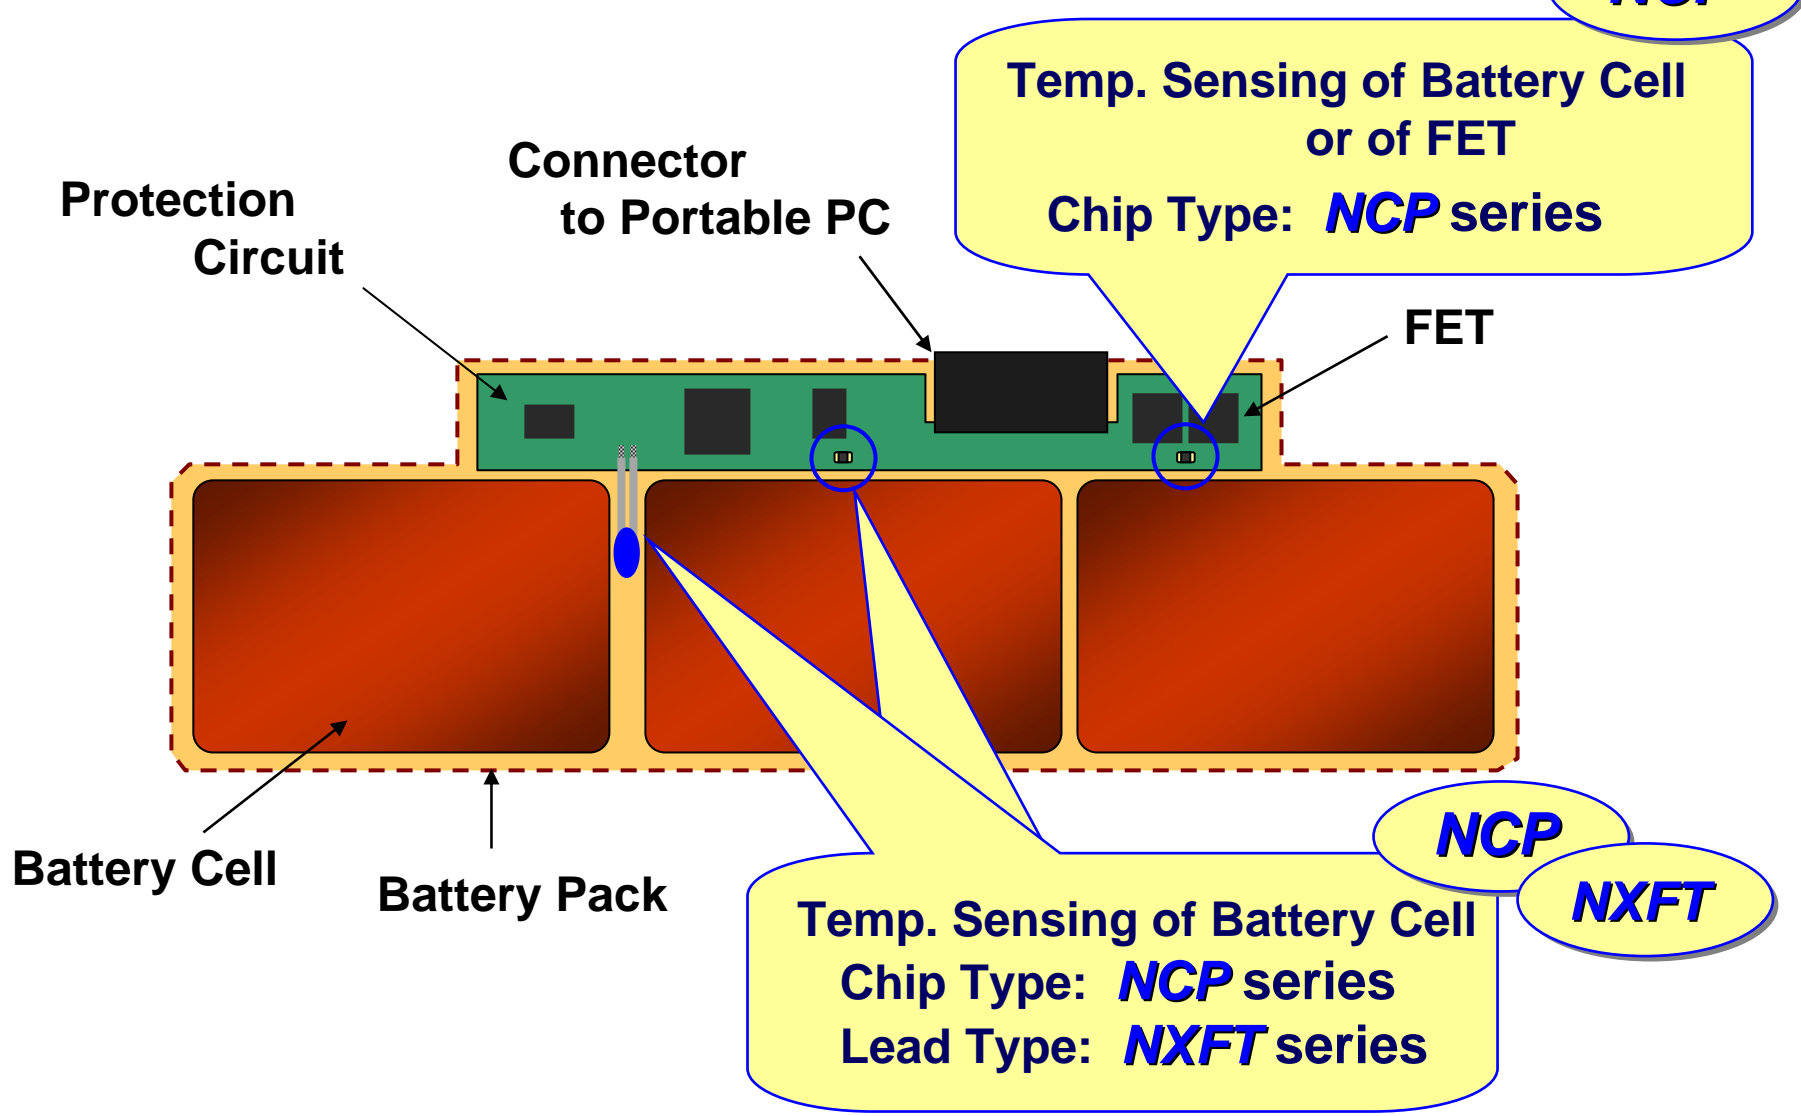 NCP
Temp. Sensing of Battery Cell
or of FET
Chip Type: NCP series
Connector
to Portable PC
Protection
Circuit
FET
Battery Cell
Battery Pack
NCP
NXFT
Temp. Sensing of Battery Cell
Chip Type: NCP series
Lead Type: NXFT series